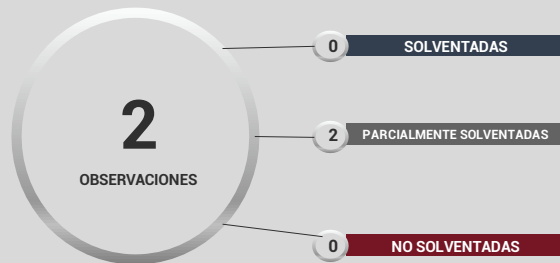 2
OBSERVACIONES
0 SOLVENTADAS
2 PARCIALMENTE SOLVENTADAS
0 NO SOLVENTADAS